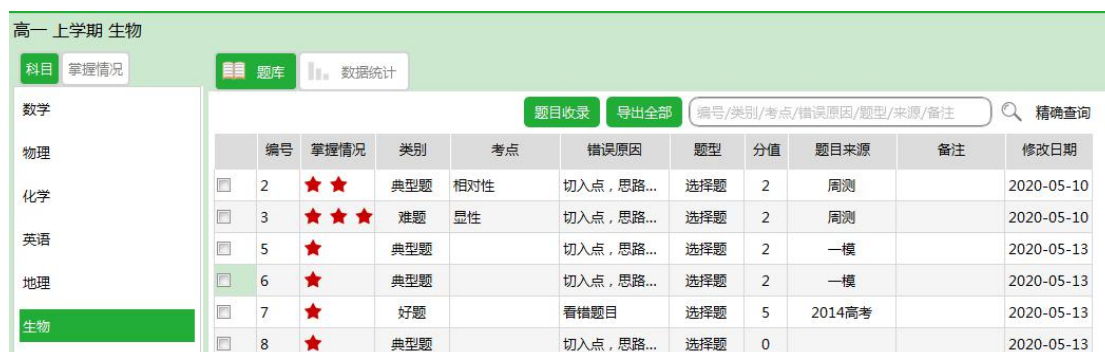 高一 上学期 生物
科目 掌握情况 题库 数据统计
数学
物理
化学
英语
地理
生物
题目收录 导出全部 编号/类别/考点/错误原因/题型/来源/备注 精确查询
编号 掌握情况 类别 考点 错误原因 题型 分值 题目来源 备注 修改日期
2 典型题 相对性 切入点，思路... 选择题 2 周测 2020-05-10
3 难题 显性 切入点，思路... 选择题 2 周测 2020-05-10
5 典型题 切入点，思路... 选择题 2 一模 2020-05-13
6 典型题 切入点，思路... 选择题 2 一模 2020-05-13
7 好题 看错题目 选择题 5 2014高考 2020-05-13
8 典型题 切入点，思路... 选择题 0 2020-05-13